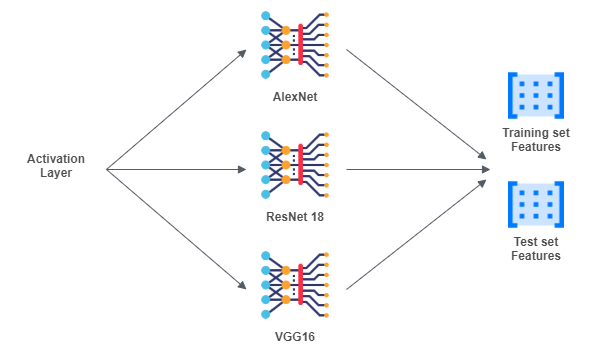 AlexNet
Training set
Features
Activation
Layer
ResNet 18
Test set
Features
VGG16